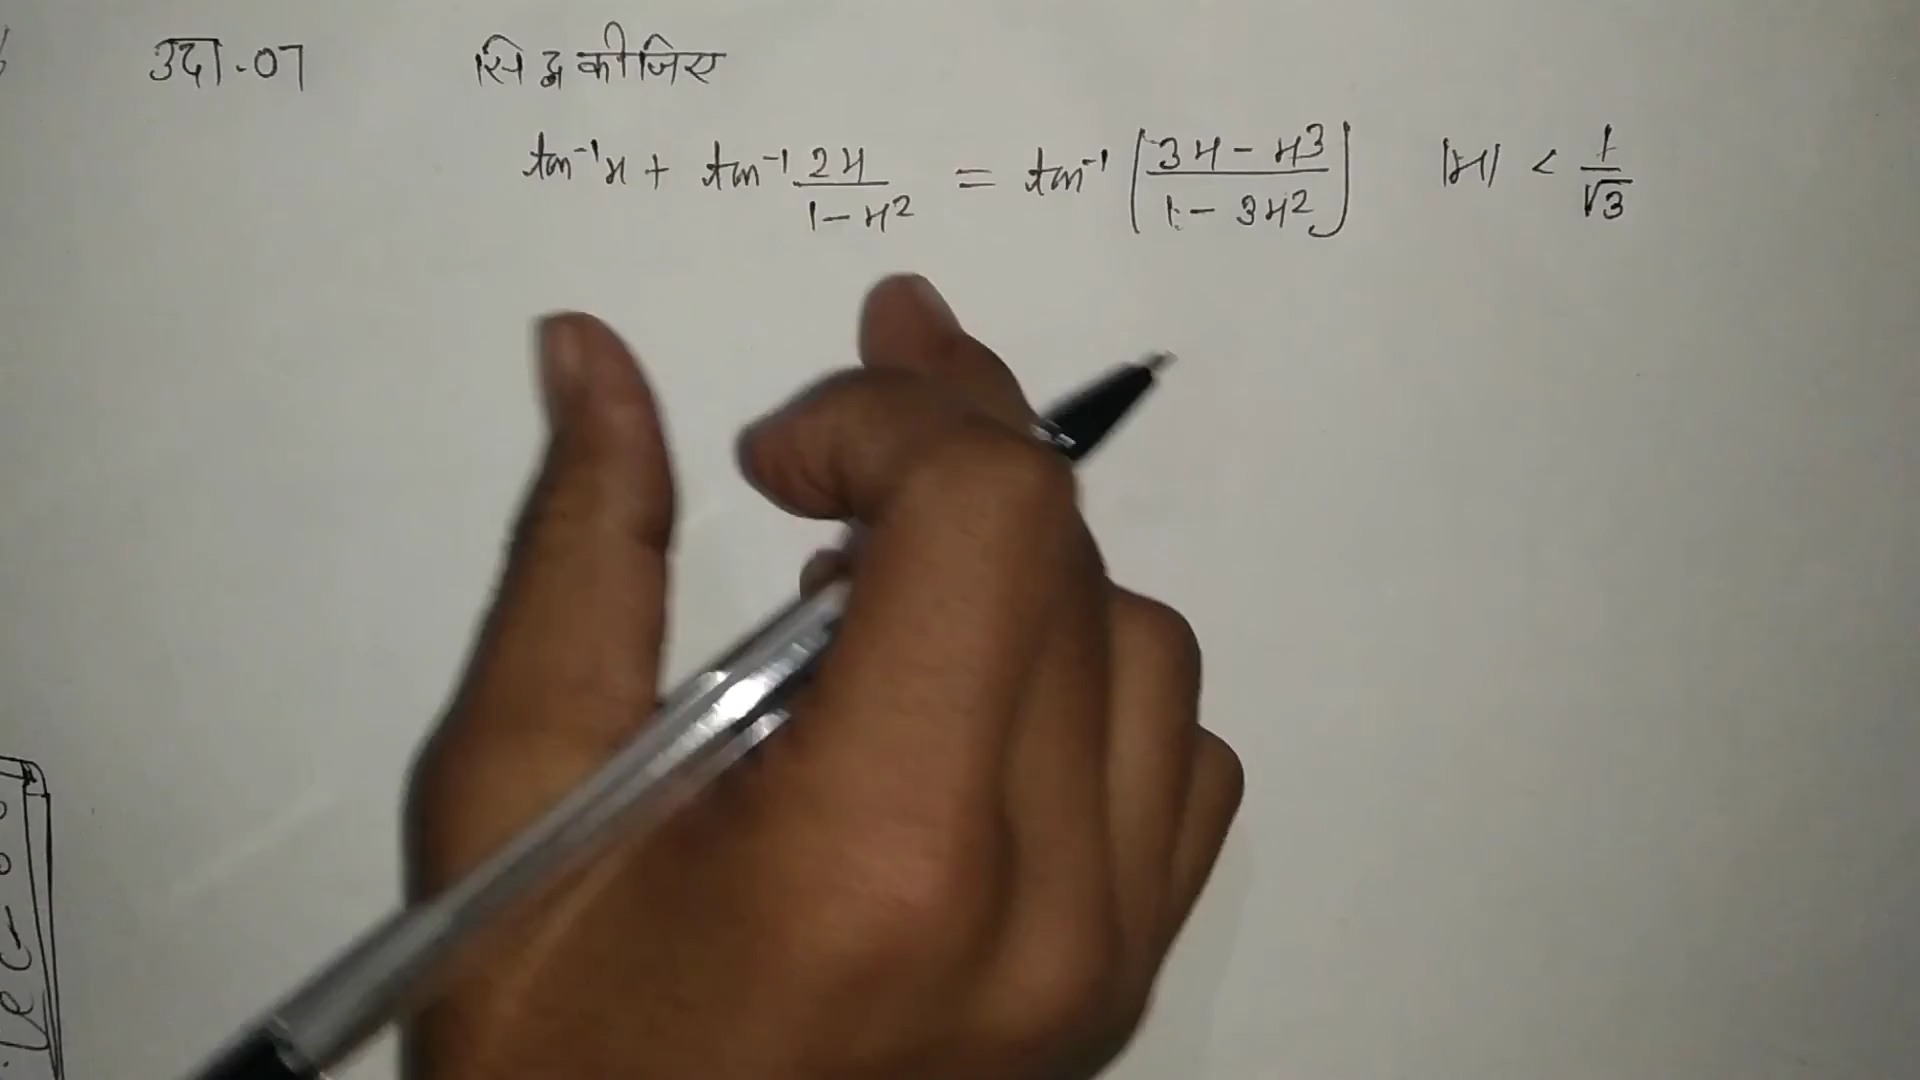 उदा.07 सिद्ध कीजिए
tan⁻¹x + tan⁻¹ 2x/(1-x²) = tan⁻¹ [(3x-x³)/(1-3x²)] |x| < 1/√3